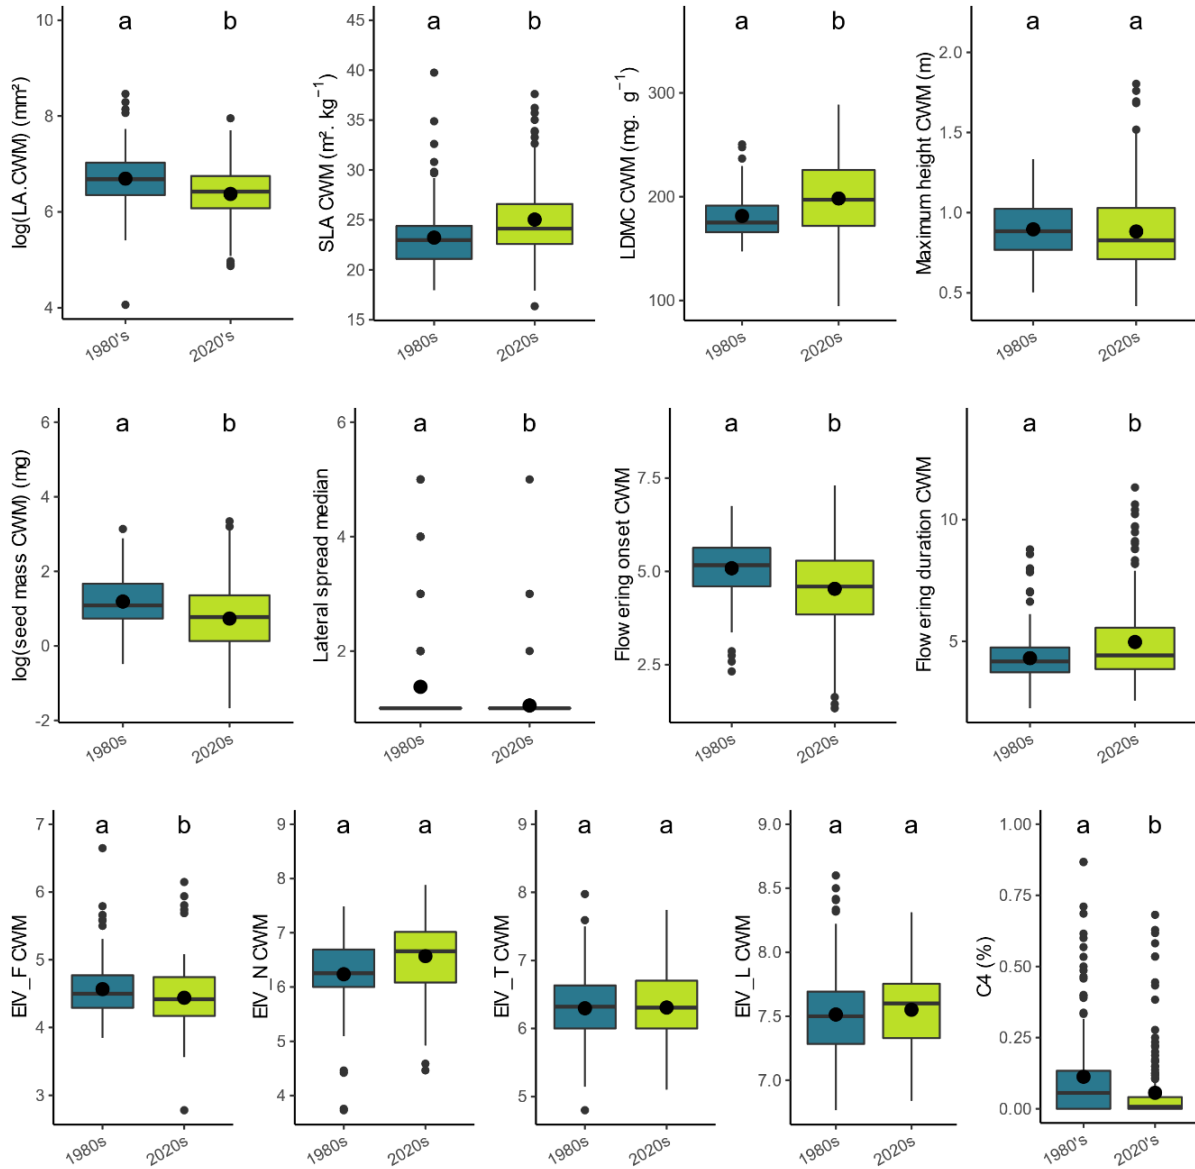 a b
log(LA.CWM) (mm²)
10
8
6
4
1980's 2020's
a b
SLA CWM (m². kg⁻¹)
45
40
35
30
25
20
15
1980s 2020s
a b
LDMC CWM (mg. g⁻¹)
300
200
100
1980s 2020s
a a
Maximum height CWM (m)
2.0
1.5
1.0
0.5
1980s 2020s
a b
log(seed mass CWM) (mg)
6
4
2
0
-2
1980s 2020s
a b
Lateral spread median
6
4
2
1980s 2020s
a b
Flow ering onset CWM
7.5
5.0
2.5
1980s 2020s
a b
Flow ering duration CWM
10
5
1980s 2020s
a b
EIV_F CWM
7
6
5
4
3
1980s 2020s
a a
EIV_N CWM
9
8
7
6
5
4
1980s 2020s
a a
EIV_T CWM
9
8
7
6
5
1980s 2020s
a a
EIV_L CWM
9.0
8.5
8.0
7.5
7.0
1980s 2020s
a b
C4 (%)
1.00
0.75
0.50
0.25
0.00
1980's 2020's